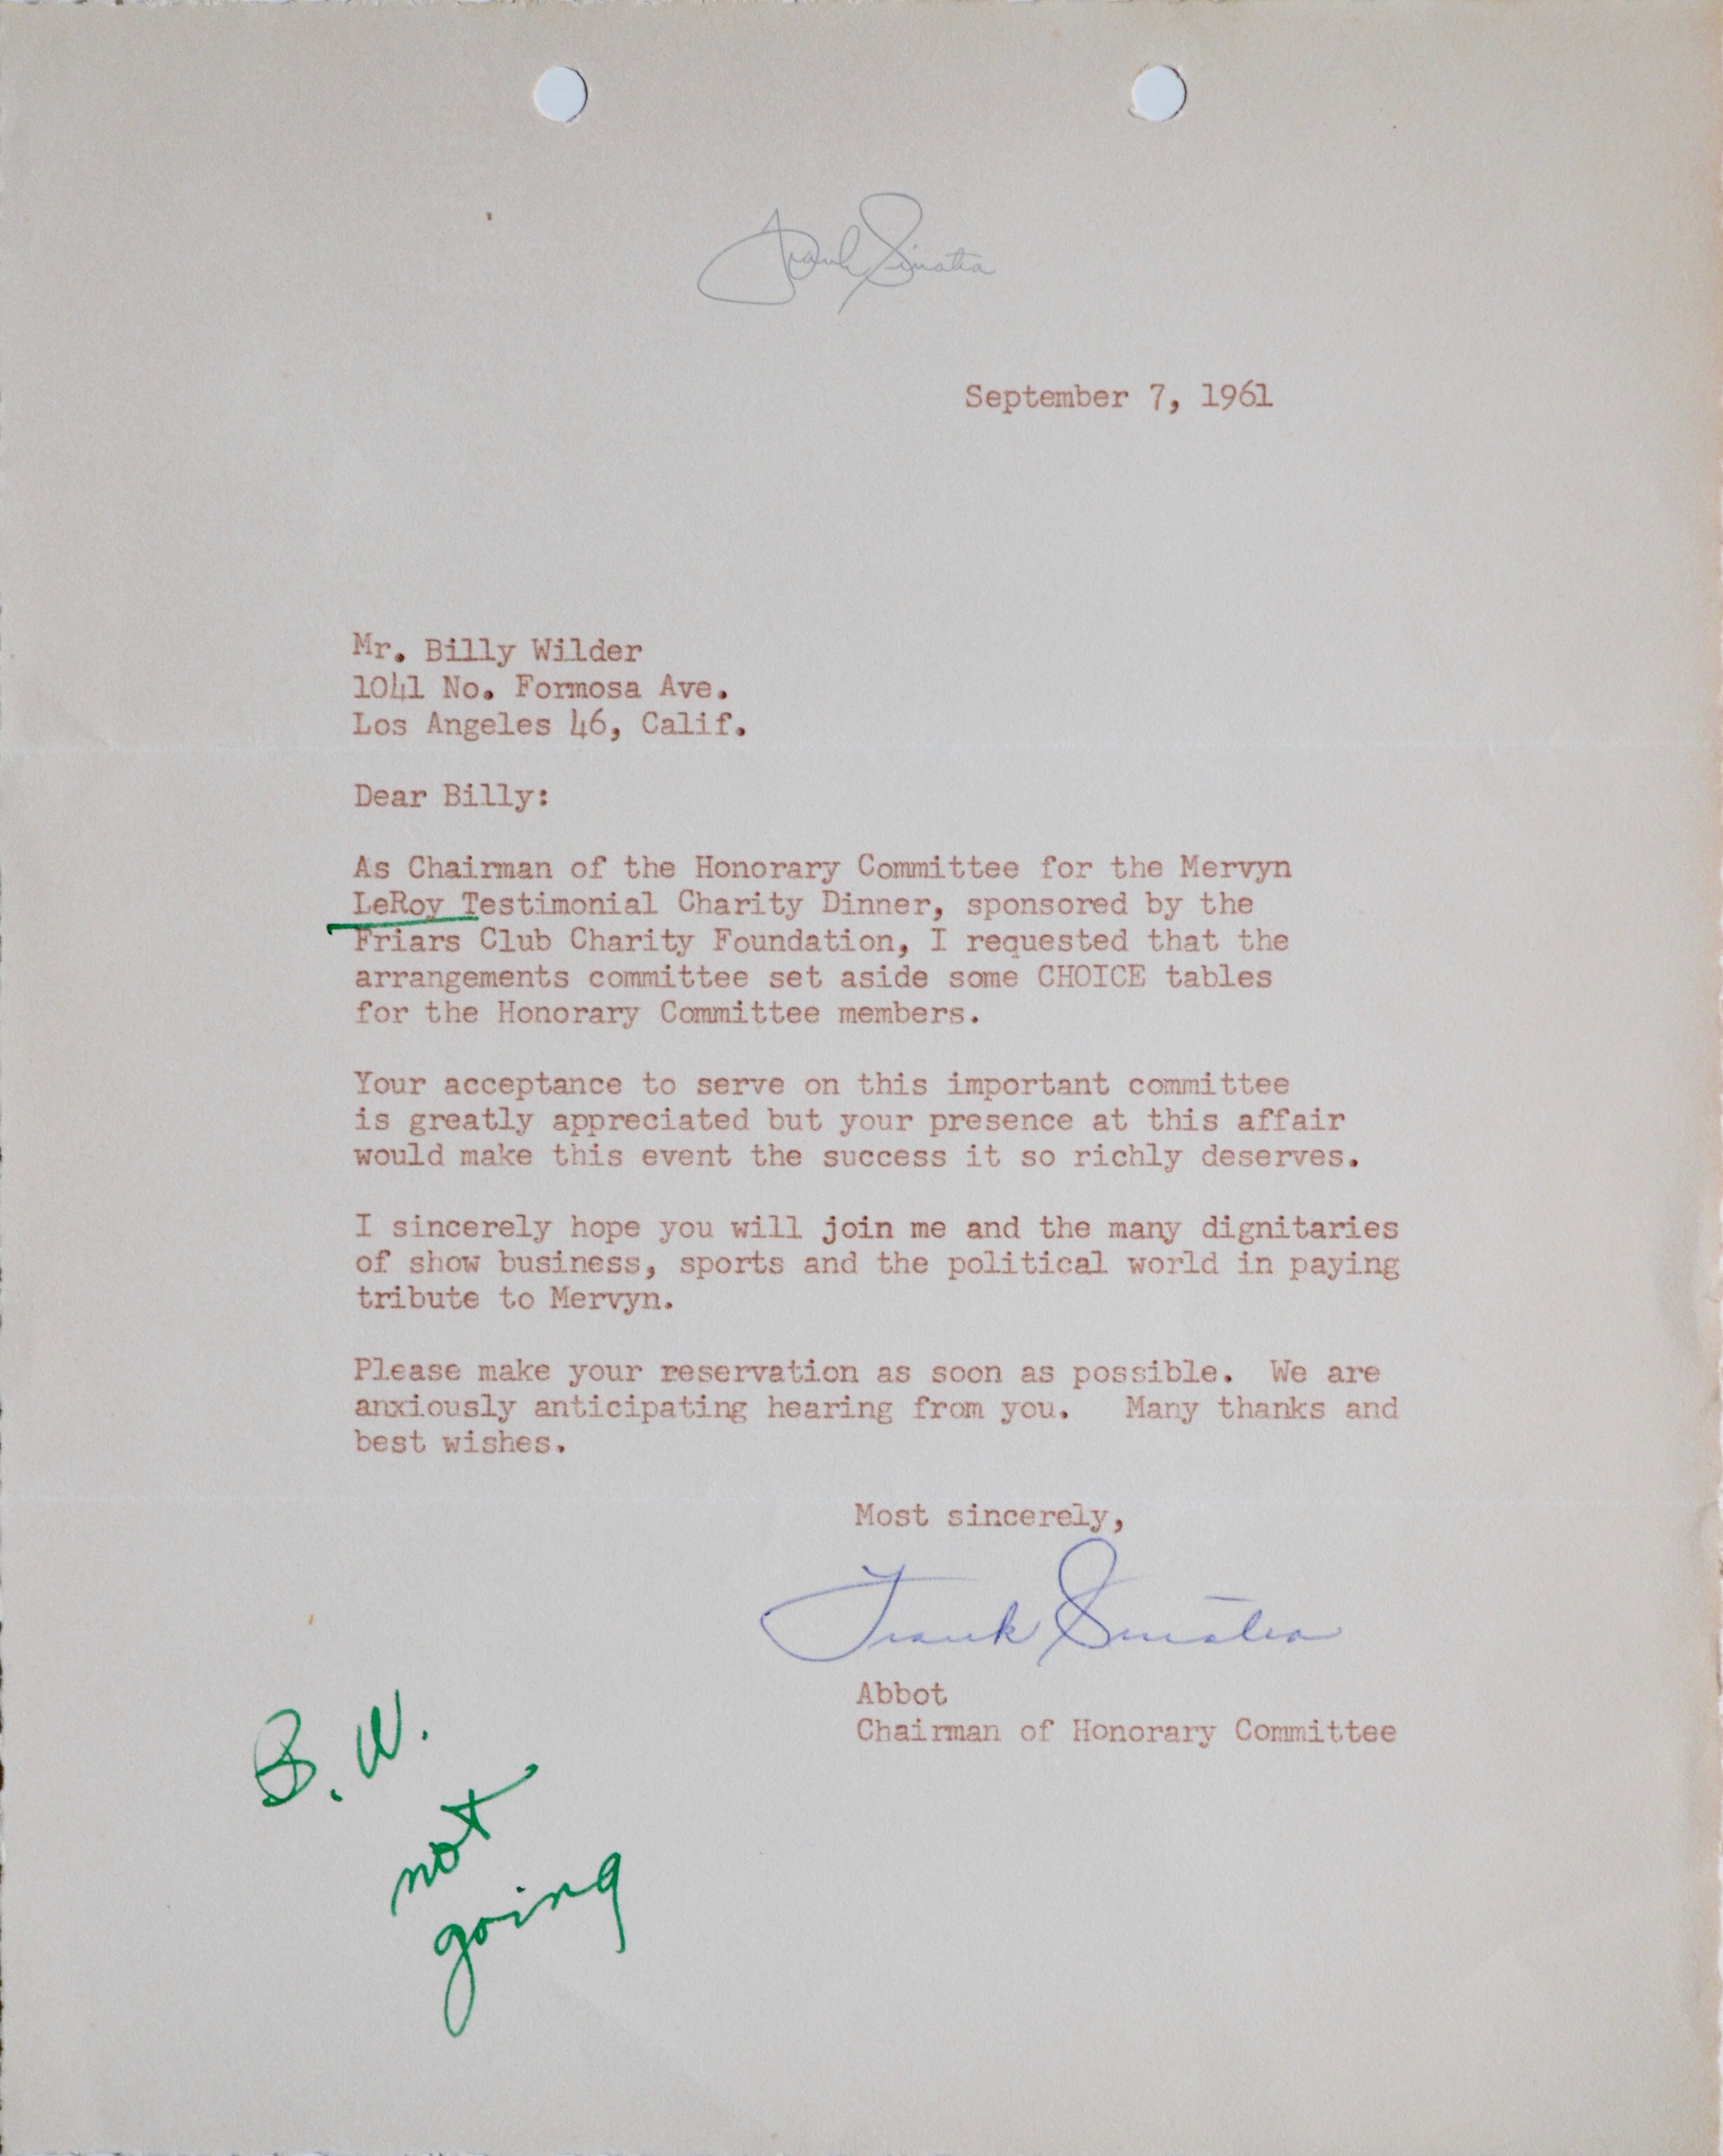 Frank Sinatra
September 7, 1961
Mr. Billy Wilder
1041 No. Formosa Ave.
Los Angeles 46, Calif.
Dear Billy:
As Chairman of the Honorary Committee for the Mervyn
LeRoy Testimonial Charity Dinner, sponsored by the
Friars Club Charity Foundation, I requested that the
arrangements committee set aside some CHOICE tables
for the Honorary Committee members.
Your acceptance to serve on this important committee
is greatly appreciated but your presence at this affair
would make this event the success it so richly deserves.
I sincerely hope you will join me and the many dignitaries
of show business, sports and the political world in paying
tribute to Mervyn.
Please make your reservation as soon as possible.  We are
anxiously anticipating hearing from you.   Many thanks and
best wishes.
Most sincerely,
Frank Sinatra
Abbot
Chairman of Honorary Committee
B.W.
not
going